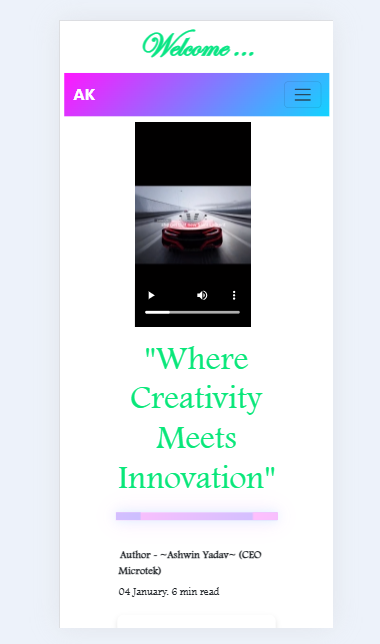 Welcome ...
AK
"Where
Creativity
Meets
Innovation"
Author - ~Ashwin Yadav~ (CEO
Microtek)
04 January. 6 min read